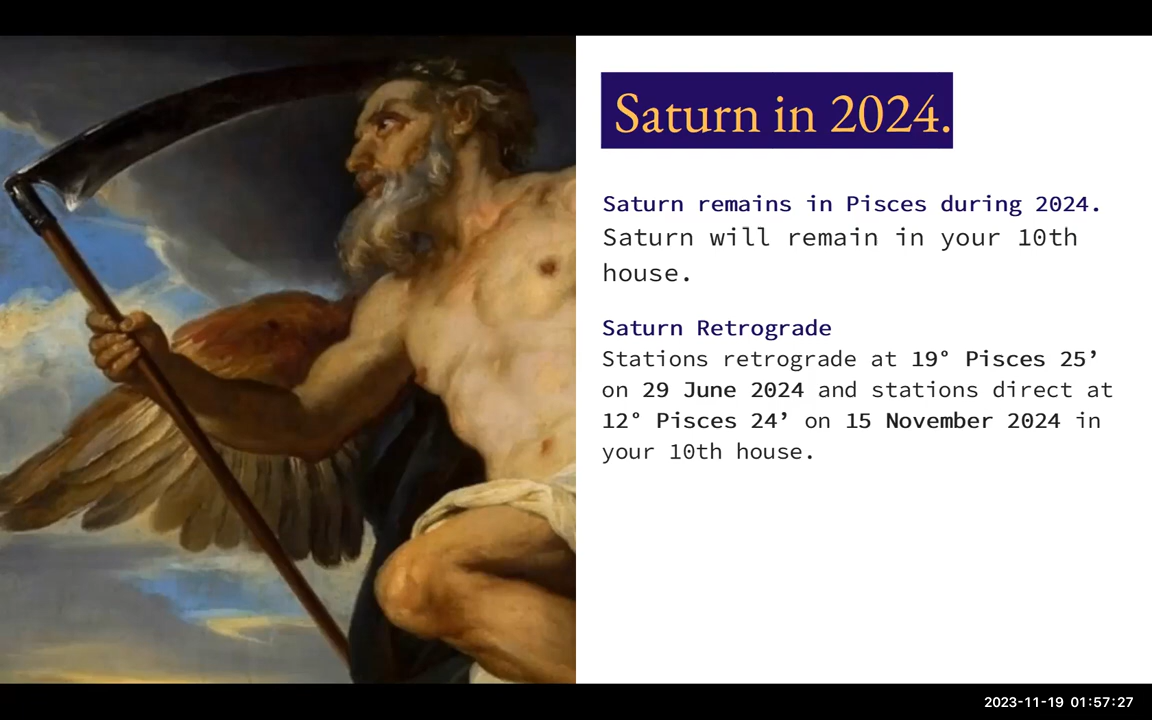 Saturn in 2024.
Saturn remains in Pisces during 2024.
Saturn will remain in your 10th
house.
Saturn Retrograde
Stations retrograde at 19° Pisces 25’
on 29 June 2024 and stations direct at
12° Pisces 24’ on 15 November 2024 in
your 10th house.
2023-11-19 01:57:27